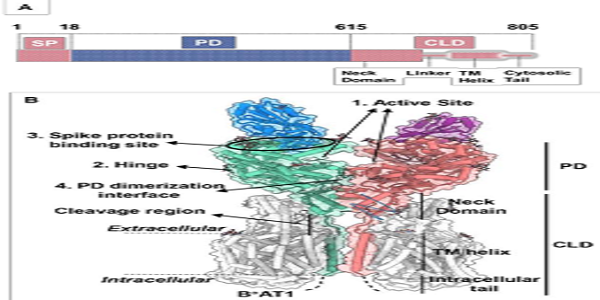 A
1 18 615 805
SP PD CLD
Neck Domain
Linker
TM Helix
Cytosolic Tail
B
1. Active Site
3. Spike protein
binding site
2. Hinge
4. PD dimerization
interface
Cleavage region
Extracellular
Intracellular
B°AT1
Neck
Domain
TM helix
Intracellular
tail
PD
CLD